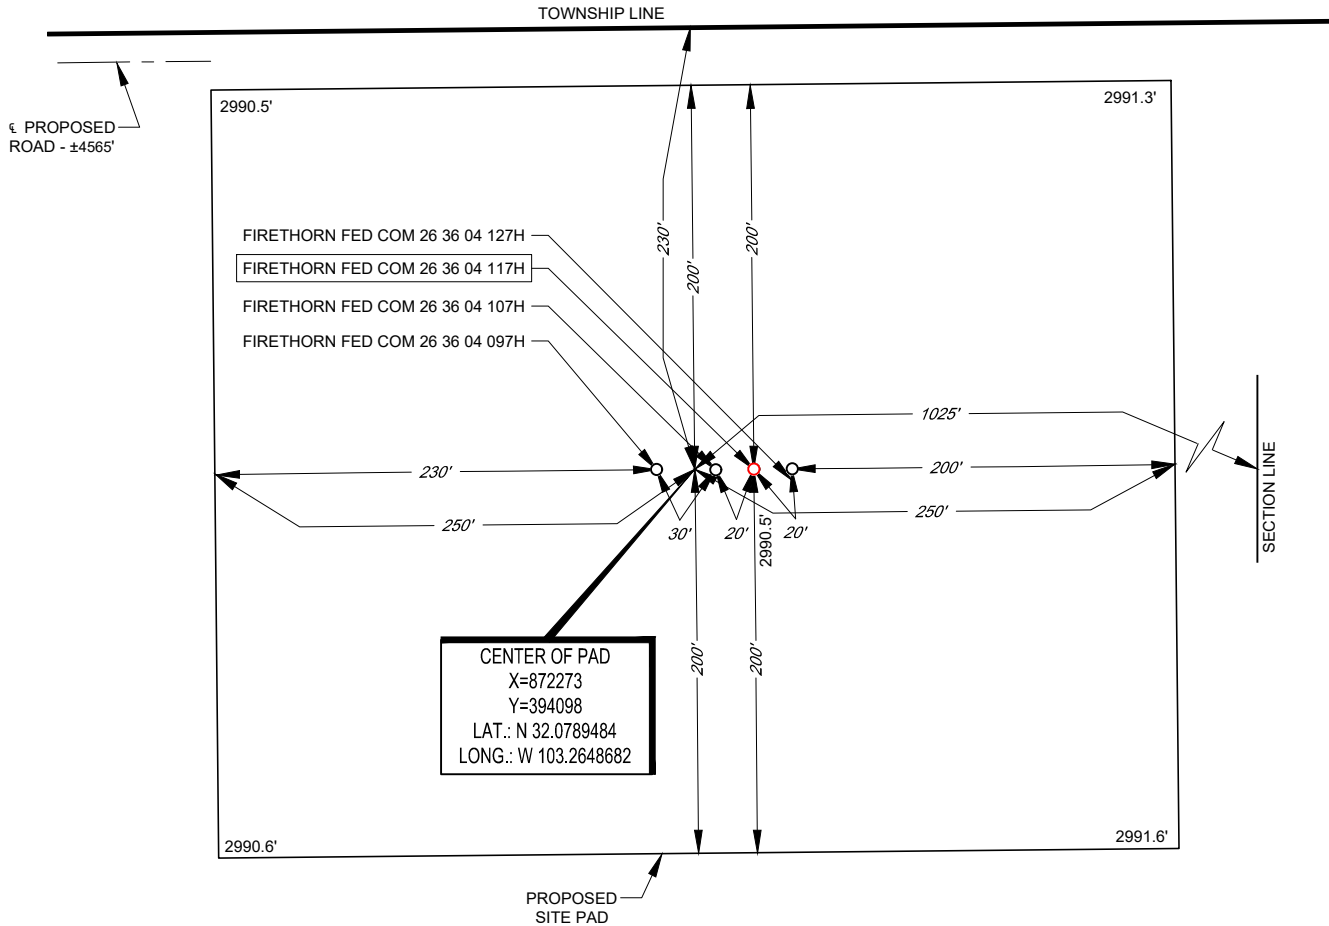 TOWNSHIP LINE
2990.5'
2991.3'
℄ PROPOSED
ROAD - ±4565'
230'
200'
200'
FIRETHORN FED COM 26 36 04 127H
FIRETHORN FED COM 26 36 04 117H
FIRETHORN FED COM 26 36 04 107H
FIRETHORN FED COM 26 36 04 097H
1025'
230'
200'
250'
250'
30'
20'
20'
2990.5'
SECTION LINE
200'
200'
CENTER OF PAD
X=872273
Y=394098
LAT.: N 32.0789484
LONG.: W 103.2648682
2990.6'
2991.6'
PROPOSED
SITE PAD